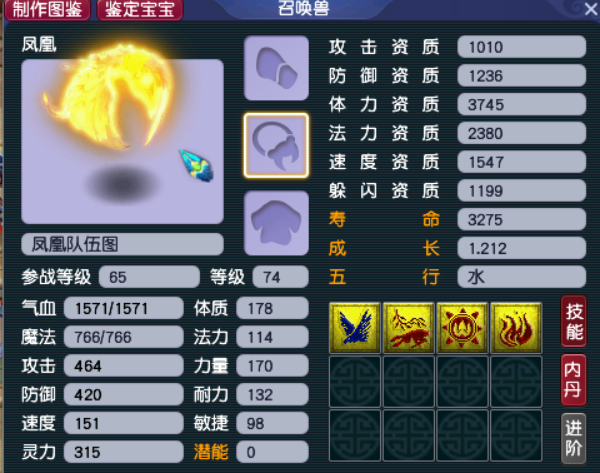 制作图鉴 鉴定宝宝 召唤兽
凤凰
凤凰队伍图
参战等级 65 等级 74
气血 1571/1571 体质 178
魔法 766/766 法力 114
攻击 464 力量 170
防御 420 耐力 132
速度 151 敏捷 98
灵力 315 潜能 0
攻击资质 1010
防御资质 1236
体力资质 3745
法力资质 2380
速度资质 1547
躲闪资质 1199
寿命 3275
成长 1.212
五行 水
技能
内丹
进阶